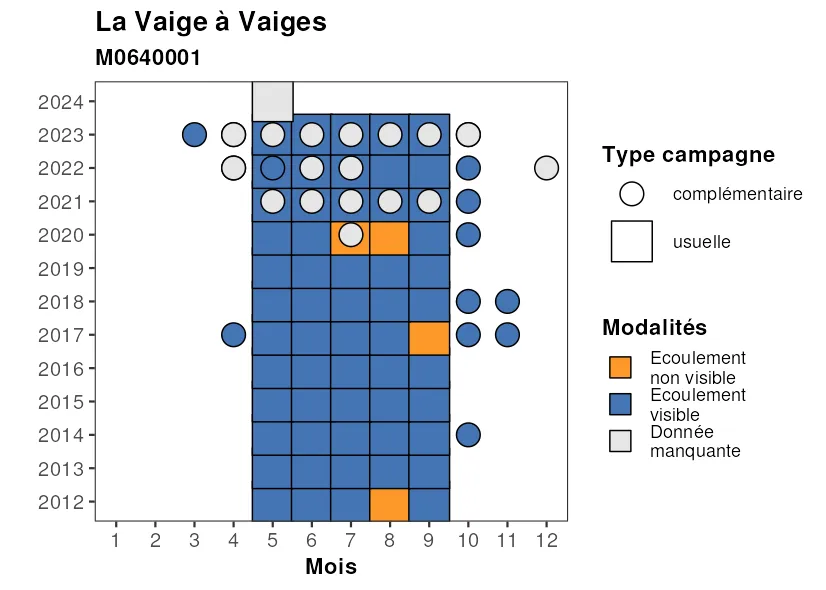 La Vaige à Vaiges
M0640001
2024
2023
2022
2021
2020
2019
2018
2017
2016
2015
2014
2013
2012
1 2 3 4 5 6 7 8 9 10 11 12
Mois
Type campagne
complémentaire
usuelle
Modalités
Ecoulement
non visible
Ecoulement
visible
Donnée
manquante